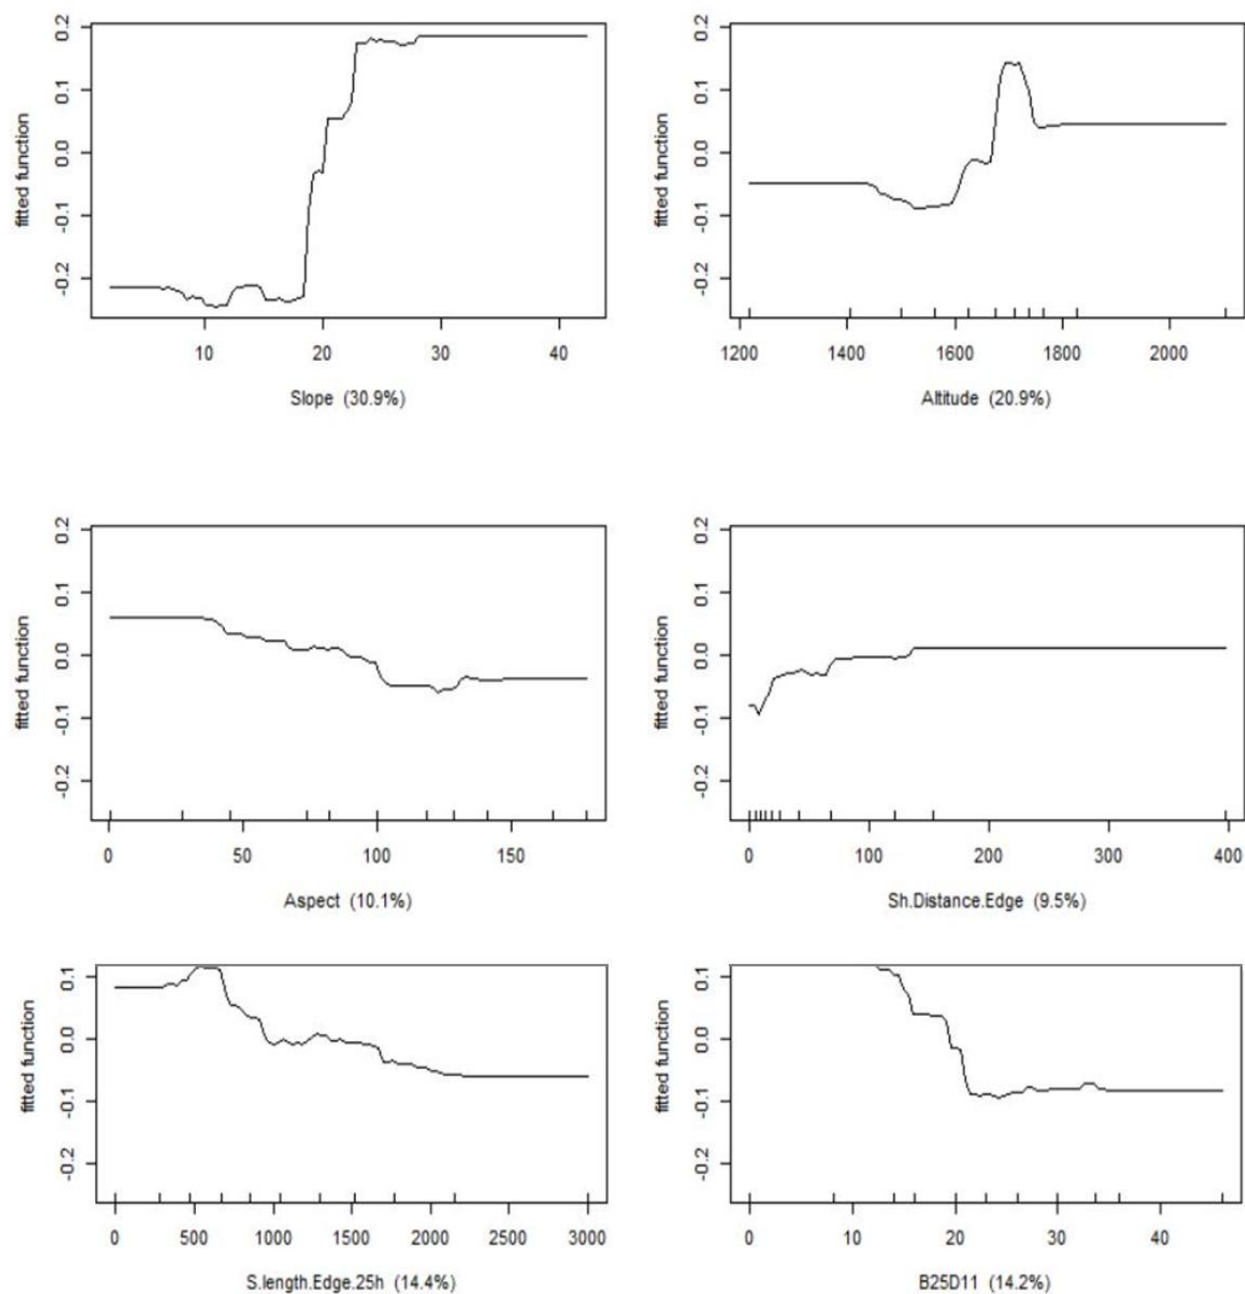 fitted function
0.2
0.1
0.0
-0.1
-0.2
10 20 30 40
Slope (30.9%)
fitted function
0.2
0.1
0.0
-0.1
-0.2
1200 1400 1600 1800 2000
Altitude (20.9%)
fitted function
0.2
0.1
0.0
-0.1
-0.2
0 50 100 150
Aspect (10.1%)
fitted function
0.2
0.1
0.0
-0.1
-0.2
0 100 200 300 400
Sh.Distance.Edge (9.5%)
fitted function
0.1
0.0
-0.1
-0.2
0 500 1000 1500 2000 2500 3000
S.length.Edge.25h (14.4%)
fitted function
0.1
0.0
-0.1
-0.2
0 10 20 30 40
B25D11 (14.2%)